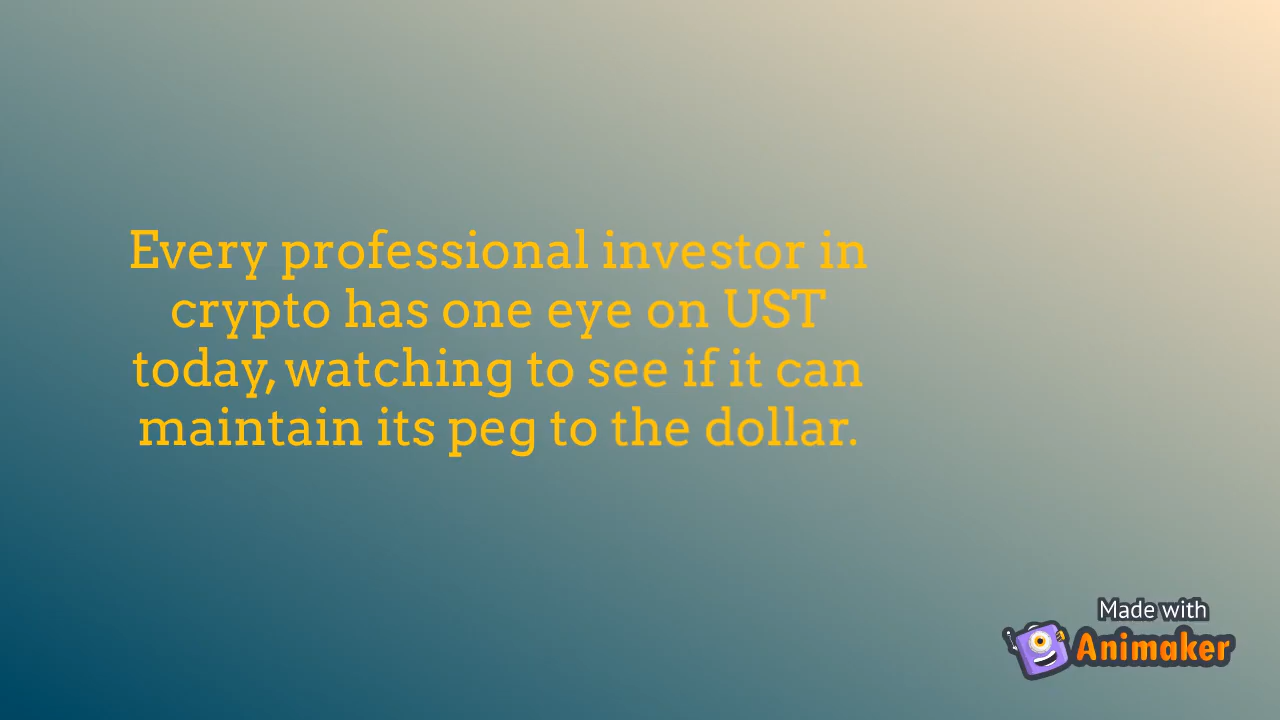 Every professional investor in
crypto has one eye on UST
today, watching to see if it can
maintain its peg to the dollar.
Made with
Animaker